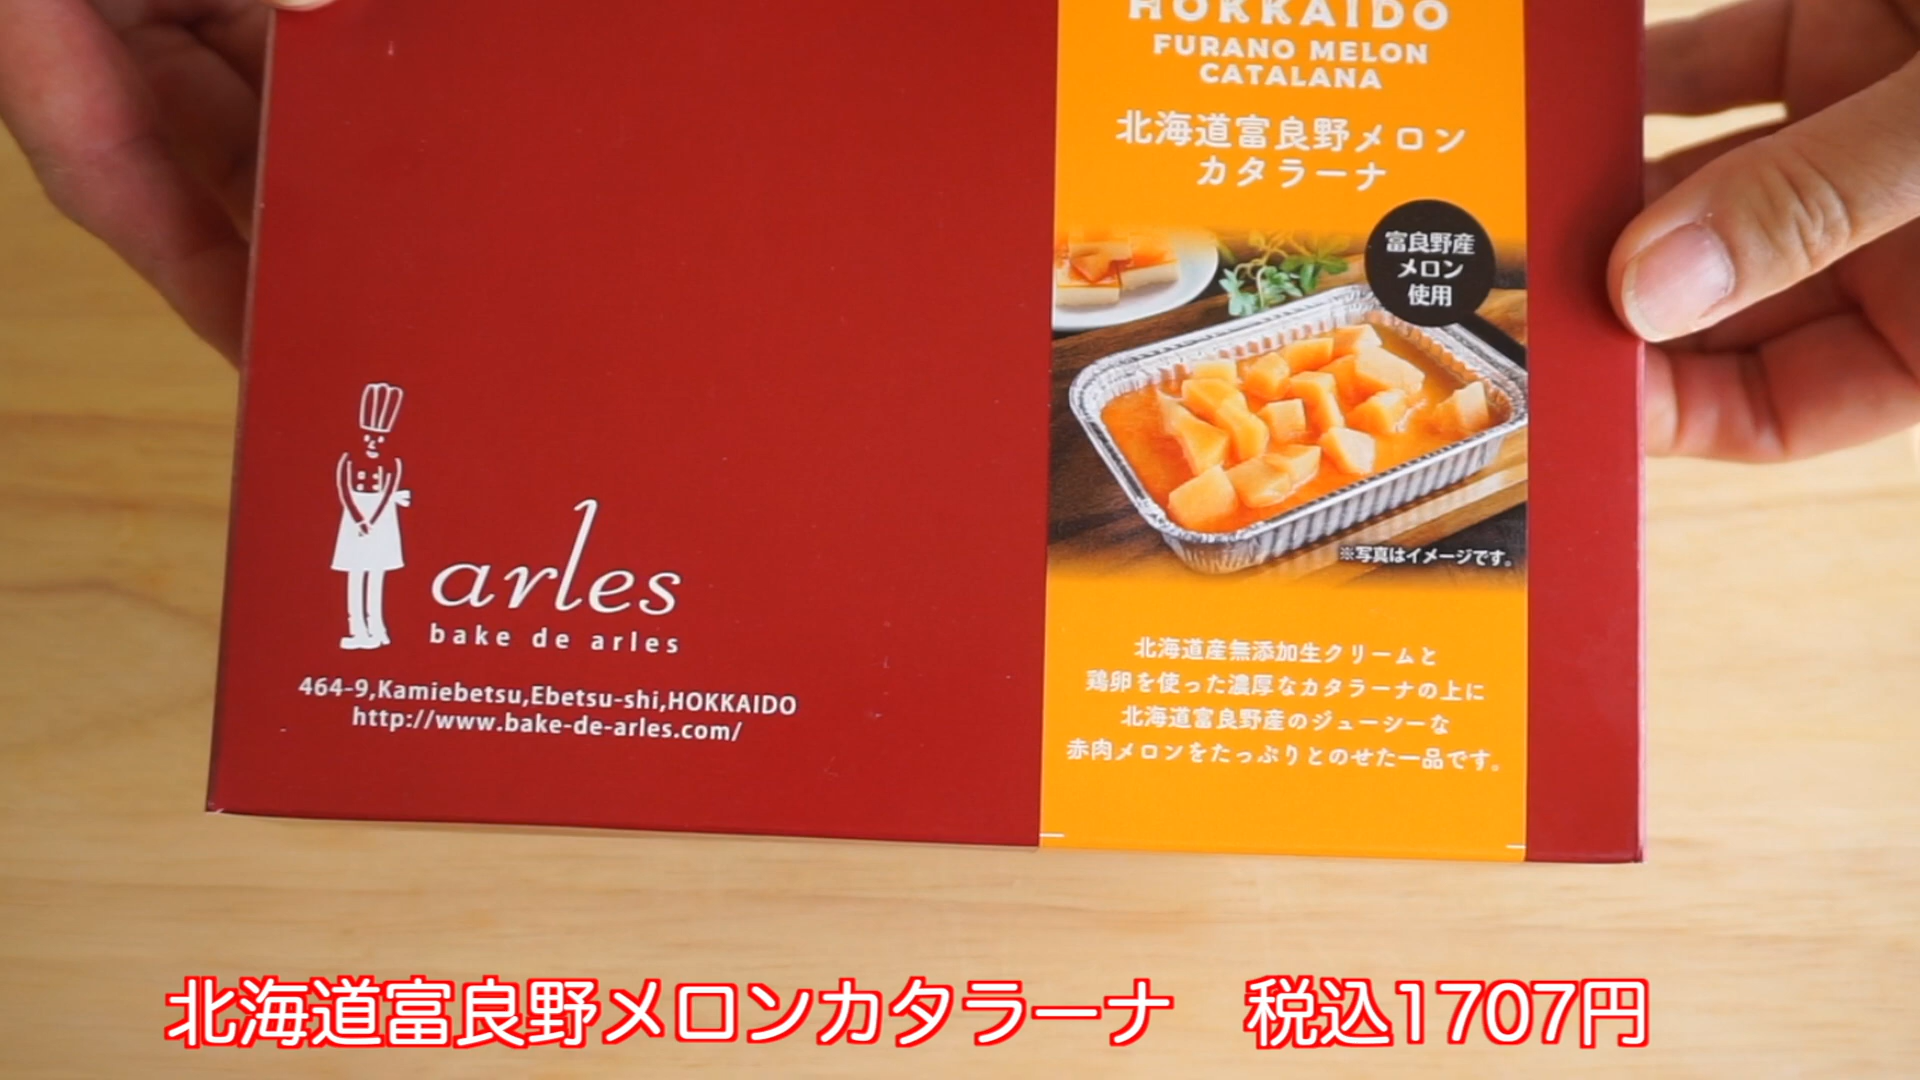 HOKKAIDO
FURANO MELON
CATALANA
北海道富良野メロン
カタラーナ
富良野産
メロン
使用
※写真はイメージです。
北海道産無添加生クリームと
鶏卵を使った濃厚なカタラーナの上に
北海道富良野産のジューシーな
赤肉メロンをたっぷりとのせた一品です。
arles
bake de arles
464-9,Kamiebetsu,Ebetsu-shi,HOKKAIDO
http://www.bake-de-arles.com/
北海道富良野メロンカタラーナ　税込1707円